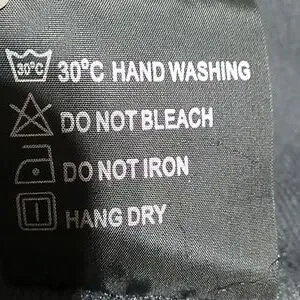 30°C 30°C HAND WASHING
DO NOT BLEACH
DO NOT IRON
HANG DRY